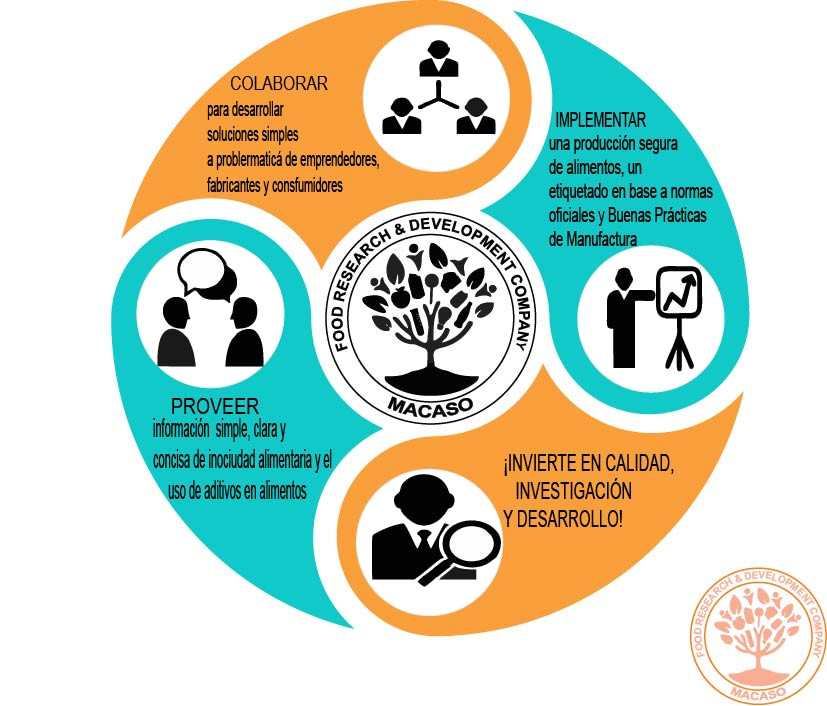 COLABORAR
para desarrollar
soluciones simples
a problermaticá de emprendedores,
fabricantes y consfumidores
IMPLEMENTAR
una producción segura
de alimentos, un
etiquetado en base a normas
oficiales y Buenas Prácticas
de Manufactura
FOOD RESEARCH & DEVELOPMENT COMPANY
MACASO
PROVEER
información simple, clara y
concisa de inociudad alimentaria y el
uso de aditivos en alimentos
¡INVIERTE EN CALIDAD,
INVESTIGACIÓN
Y DESARROLLO!
FOOD RESEARCH & DEVELOPMENT COMPANY
MACASO